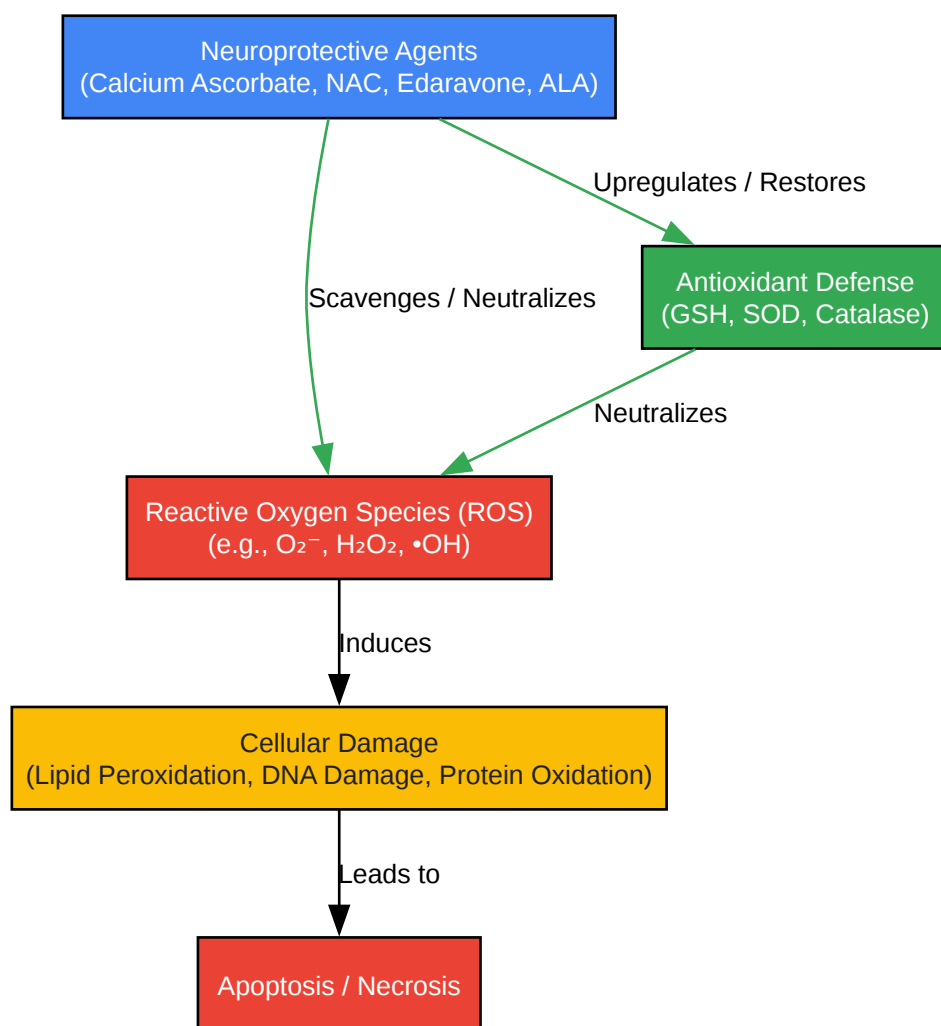 Neuroprotective Agents
(Calcium Ascorbate, NAC, Edaravone, ALA)
Upregulates / Restores
Antioxidant Defense
(GSH, SOD, Catalase)
Scavenges / Neutralizes
Neutralizes
Reactive Oxygen Species (ROS)
(e.g., O₂⁻, H₂O₂, •OH)
Induces
Cellular Damage
(Lipid Peroxidation, DNA Damage, Protein Oxidation)
Leads to
Apoptosis / Necrosis